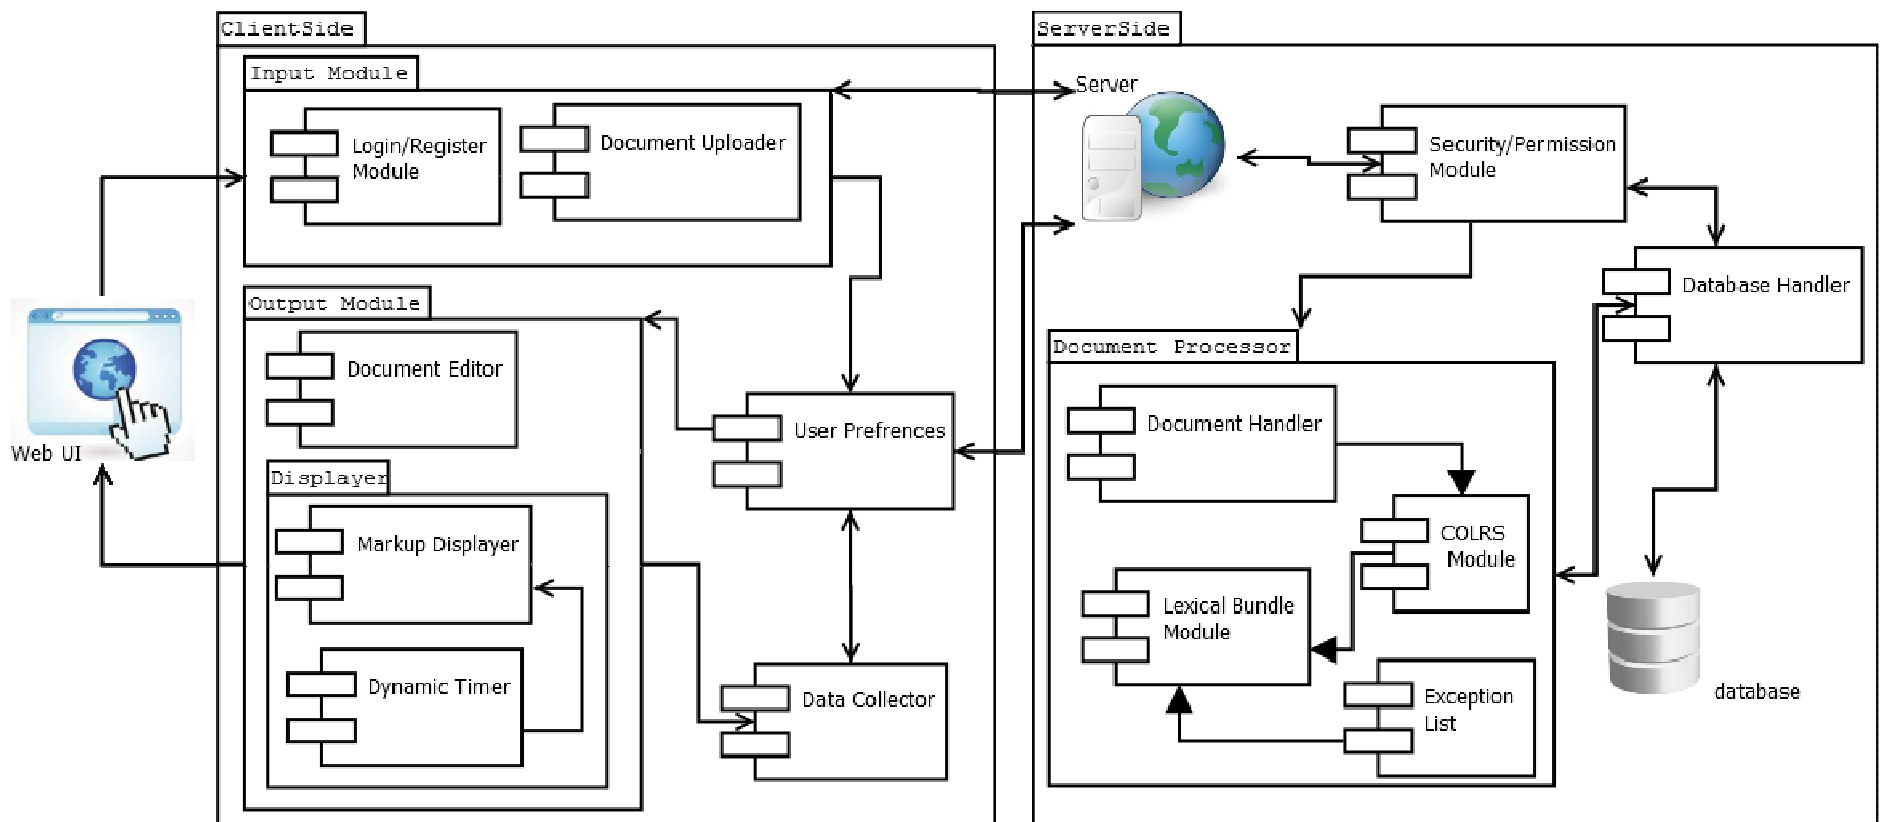 ClientSide
Input Module
Login/Register
Module
Document Uploader
Web UI
Output Module
Document Editor
Displayer
Markup Displayer
Dynamic Timer
User Prefrences
Data Collector
ServerSide
Server
Security/Permission
Module
Database Handler
Document Processor
Document Handler
COLRS
Module
Lexical Bundle
Module
Exception
List
database